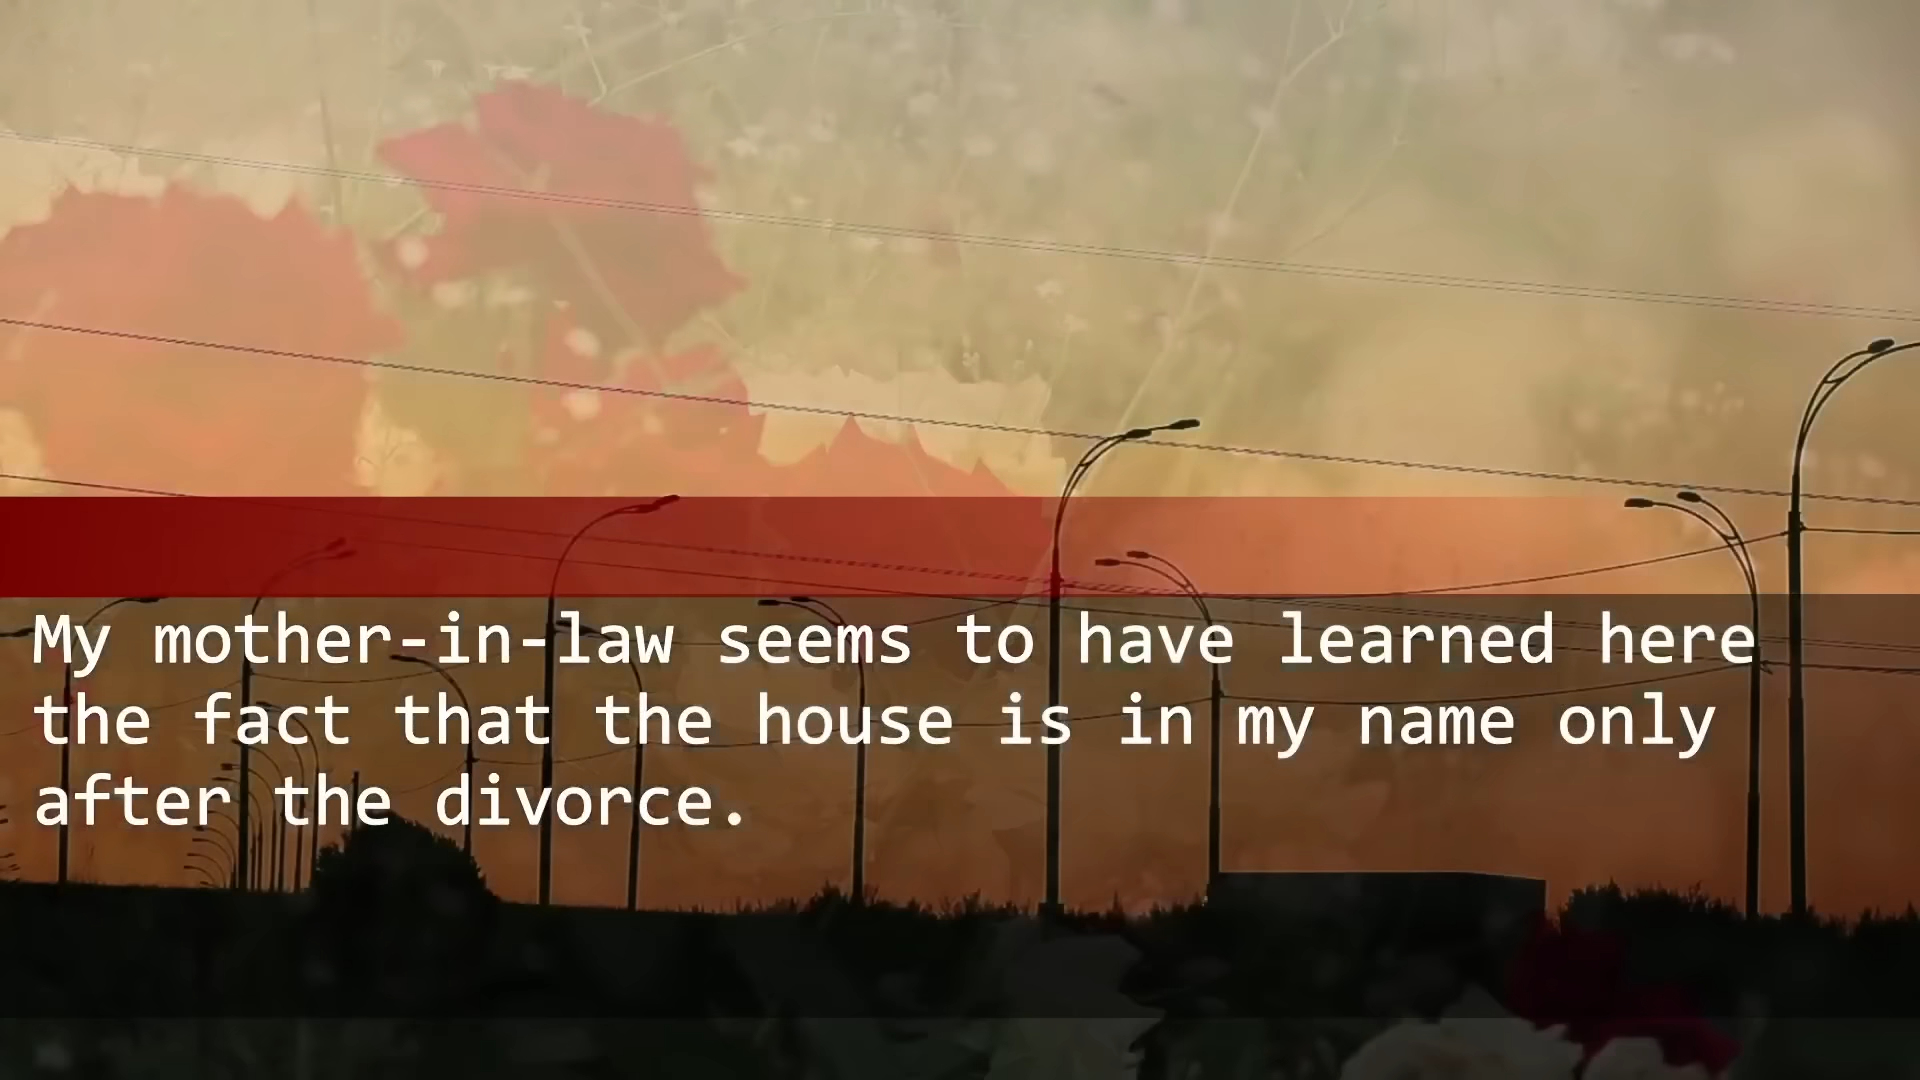 My mother-in-law seems to have learned here
the fact that the house is in my name only
after the divorce.